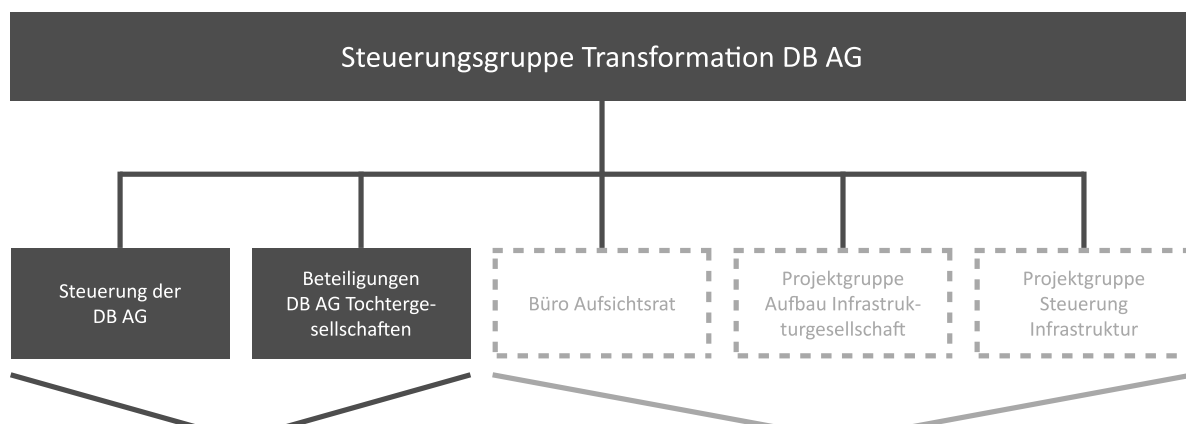 Steuerungsgruppe Transformation DB AG
Steuerung der
DB AG
Beteiligungen
DB AG Tochterge-
sellschaften
Büro Aufsichtsrat
Projektgruppe
Aufbau Infrastruk-
turgesellschaft
Projektgruppe
Steuerung
Infrastruktur